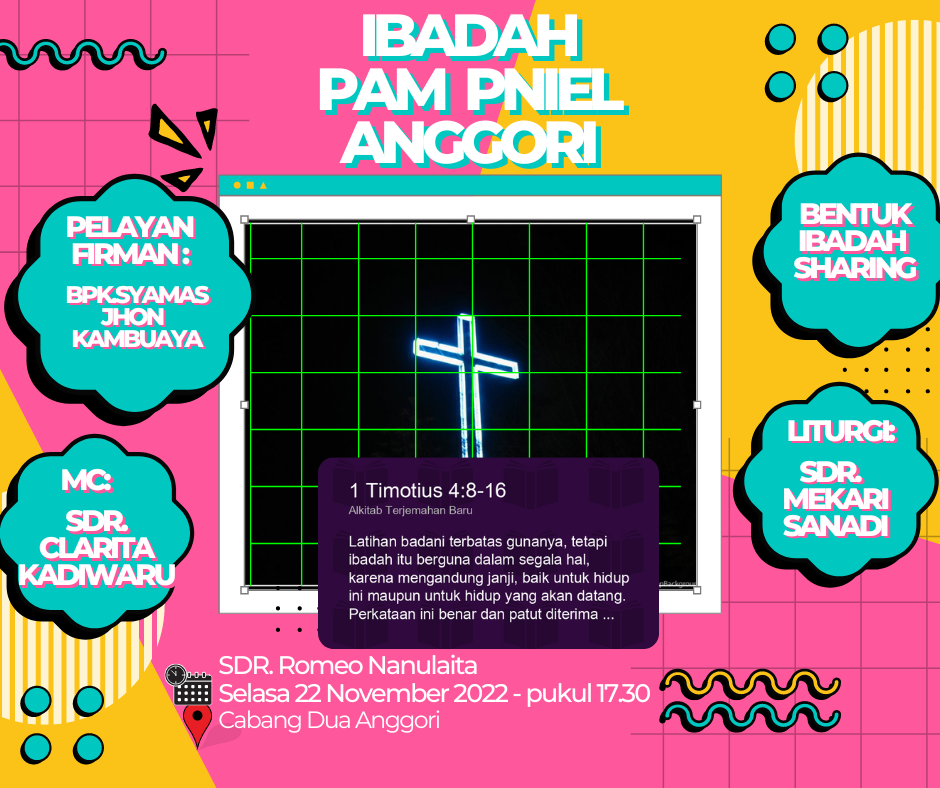 IBADAH
PAM PNIEL
ANGGORI
PELAYAN
FIRMAN :
BPK.SYAMAS
JHON
KAMBUAYA
BENTUK
IBADAH
SHARING
MC:
SDR.
CLARITA
KADIWARU
LITURGI:
SDR.
MEKARI
SANADI
1 Timotius 4:8-16
Alkitab Terjemahan Baru
Latihan badani terbatas gunanya, tetapi
ibadah itu berguna dalam segala hal,
karena mengandung janji, baik untuk hidup
ini maupun untuk hidup yang akan datang.
Perkataan ini benar dan patut diterima ...
SDR. Romeo Nanulaita
Selasa 22 November 2022 - pukul 17.30
Cabang Dua Anggori